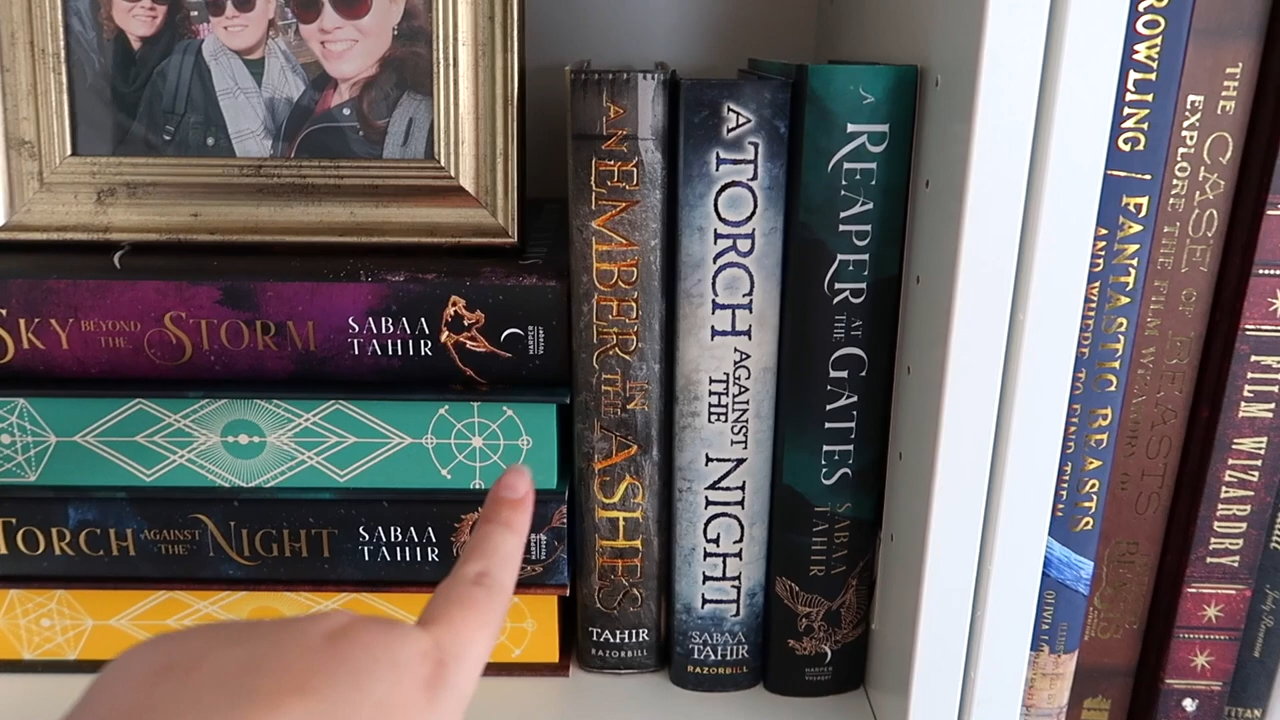 SKY BEYOND THE STORM
SABAA TAHIR
HARPER Voyager
TORCH AGAINST THE NIGHT
SABAA TAHIR
AN EMBER IN THE ASHES
TAHIR
RAZORBILL
A TORCH AGAINST THE NIGHT
SABAA TAHIR
RAZORBILL
A REAPER AT THE GATES
SABAA TAHIR
HARPER Voyager
ROWLING | FANTASTIC BEASTS
AND WHERE TO FIND THEM
OLIVIA
THE CASE OF BEASTS
EXPLORE THE FILM WIZARDRY OF
FILM WIZARDRY
TITAN